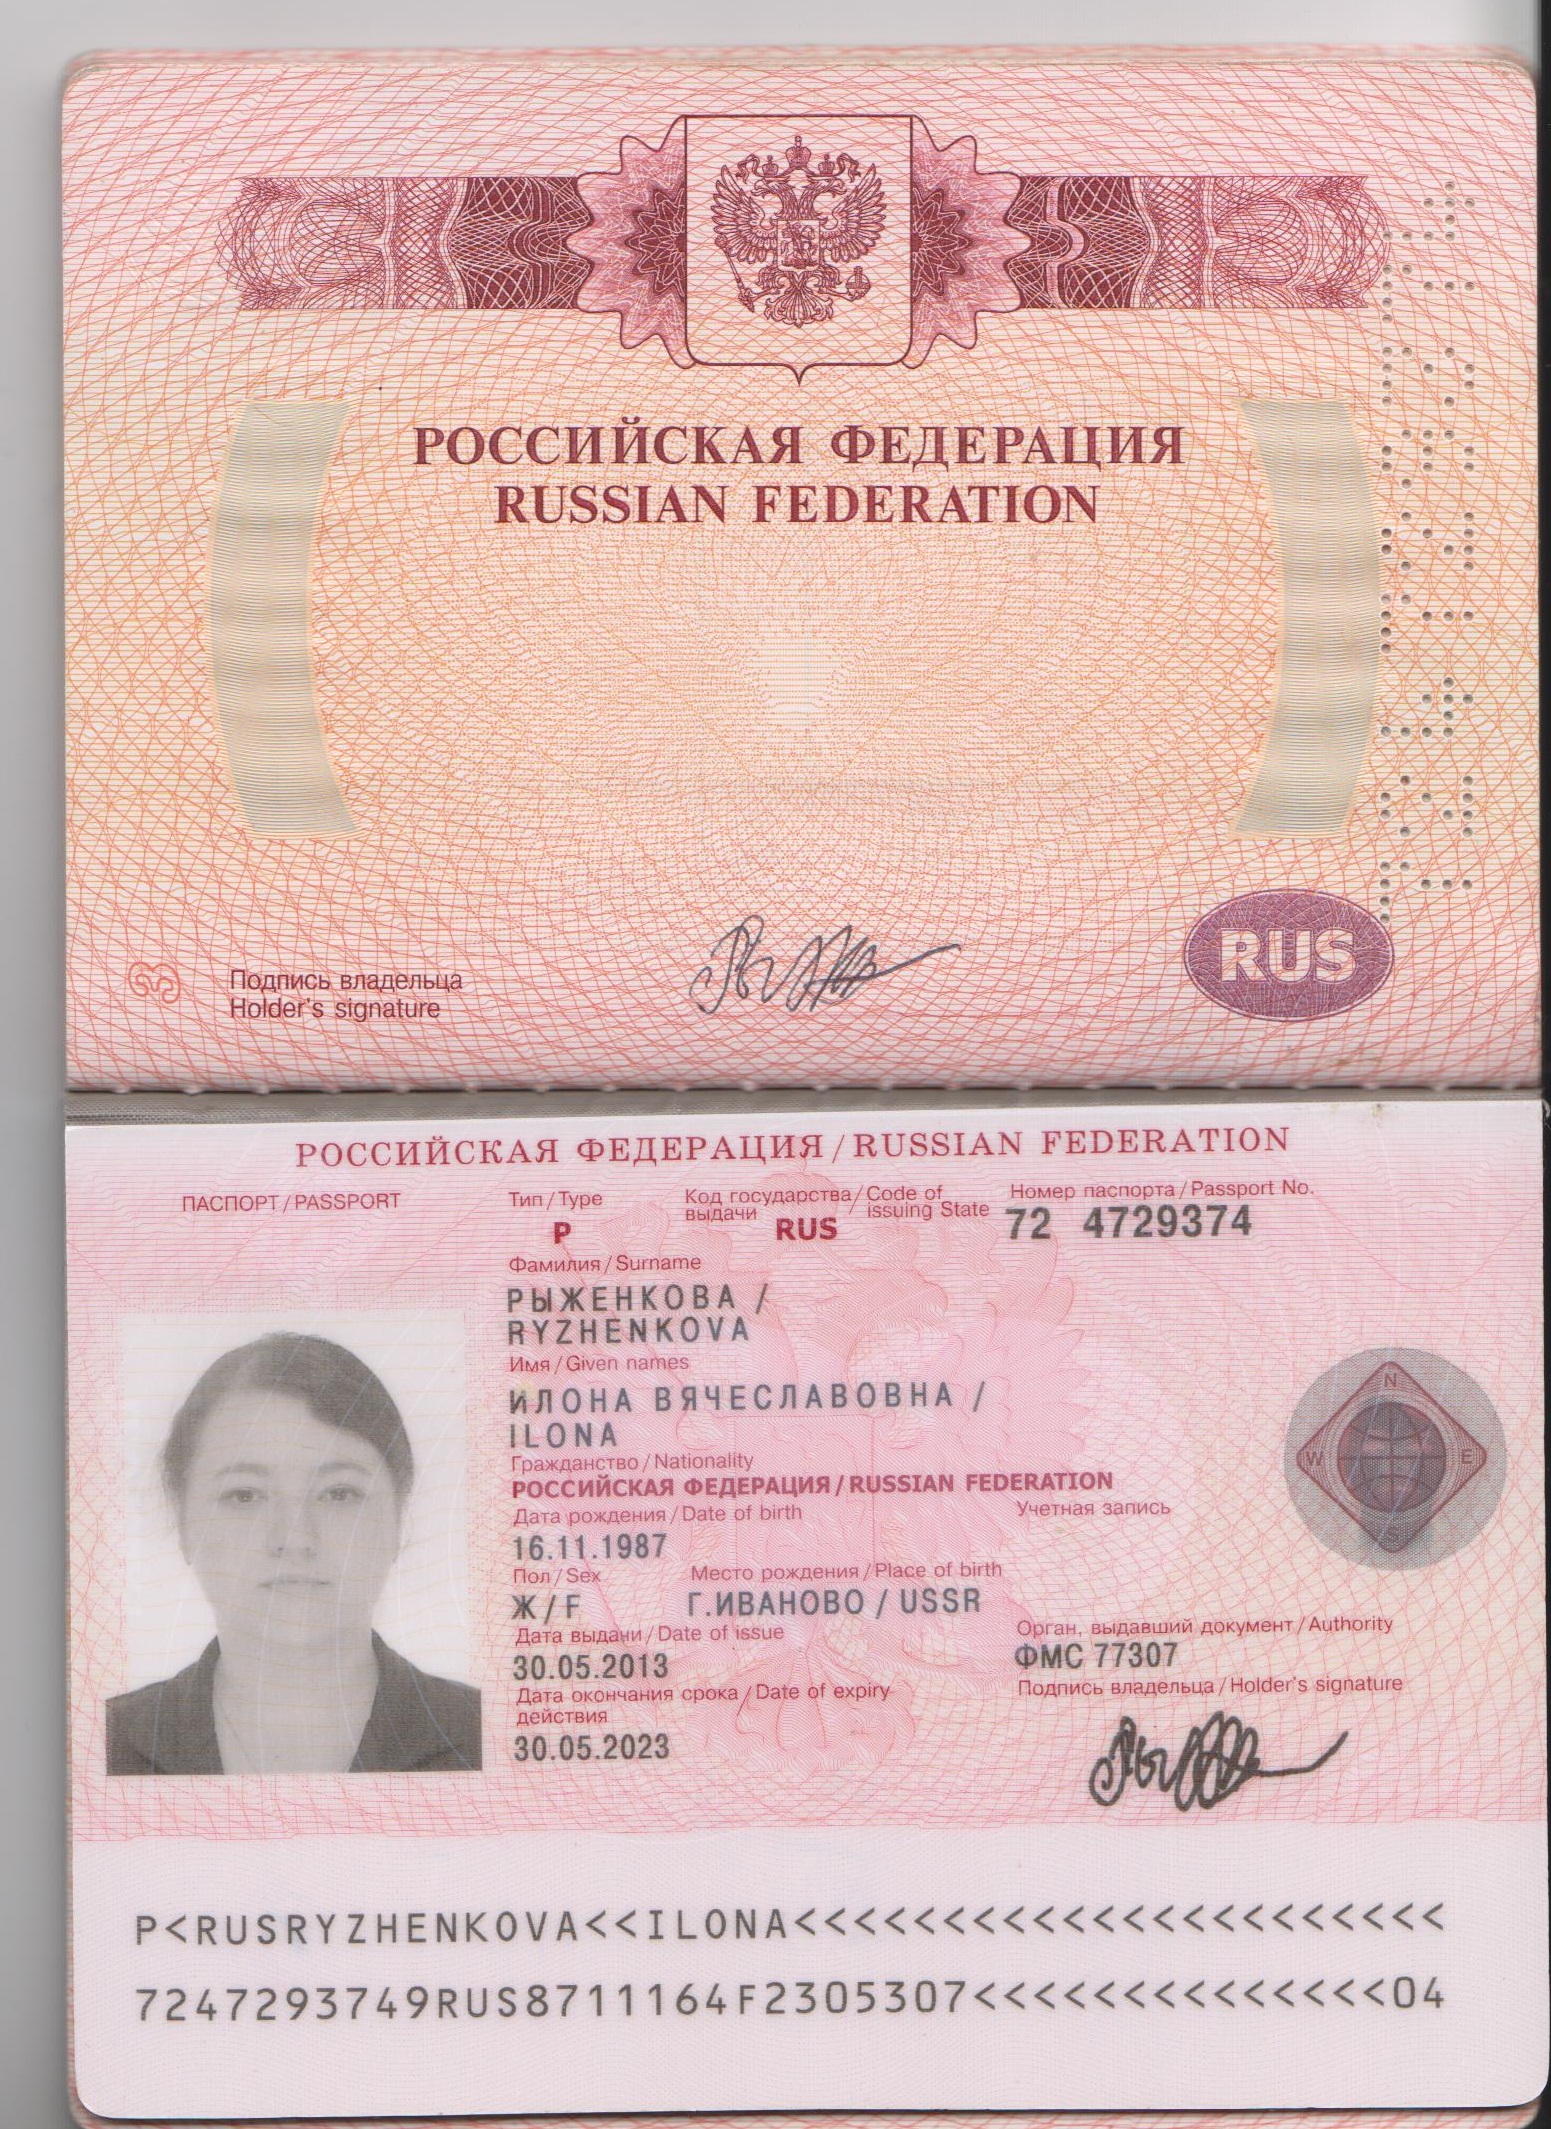 РОССИЙСКАЯ ФЕДЕРАЦИЯ
RUSSIAN FEDERATION
Подпись владельца
Holder's signature
RUS
РОССИЙСКАЯ ФЕДЕРАЦИЯ/RUSSIAN FEDERATION
ПАСПОРТ/PASSPORT
Тип/Type
P
Код государства/Code of
выдачи issuing State
RUS
Номер паспорта/Passport No.
72 4729374
Фамилия/Surname
РЫЖЕНКОВА /
RYZHENKOVA
Имя/Given names
ИЛОНА ВЯЧЕСЛАВОВНА /
ILONA
Гражданство/Nationality
РОССИЙСКАЯ ФЕДЕРАЦИЯ/RUSSIAN FEDERATION
Дата рождения/Date of birth
Учетная запись
16.11.1987
Пол/Sex
Место рождения/Place of birth
Ж/F
Г.ИВАНОВО / USSR
Дата выдачи/Date of issue
Орган, выдавший документ/Authority
30.05.2013
ФМС 77307
Дата окончания срока/Date of expiry
действия
Подпись владельца/Holder's signature
30.05.2023
N
W
E
S
P<RUSRYZHENKOVA<<ILONA<<<<<<<<<<<<<<<<<<<<<<
7247293749RUS8711164F2305307<<<<<<<<<<<<<<04